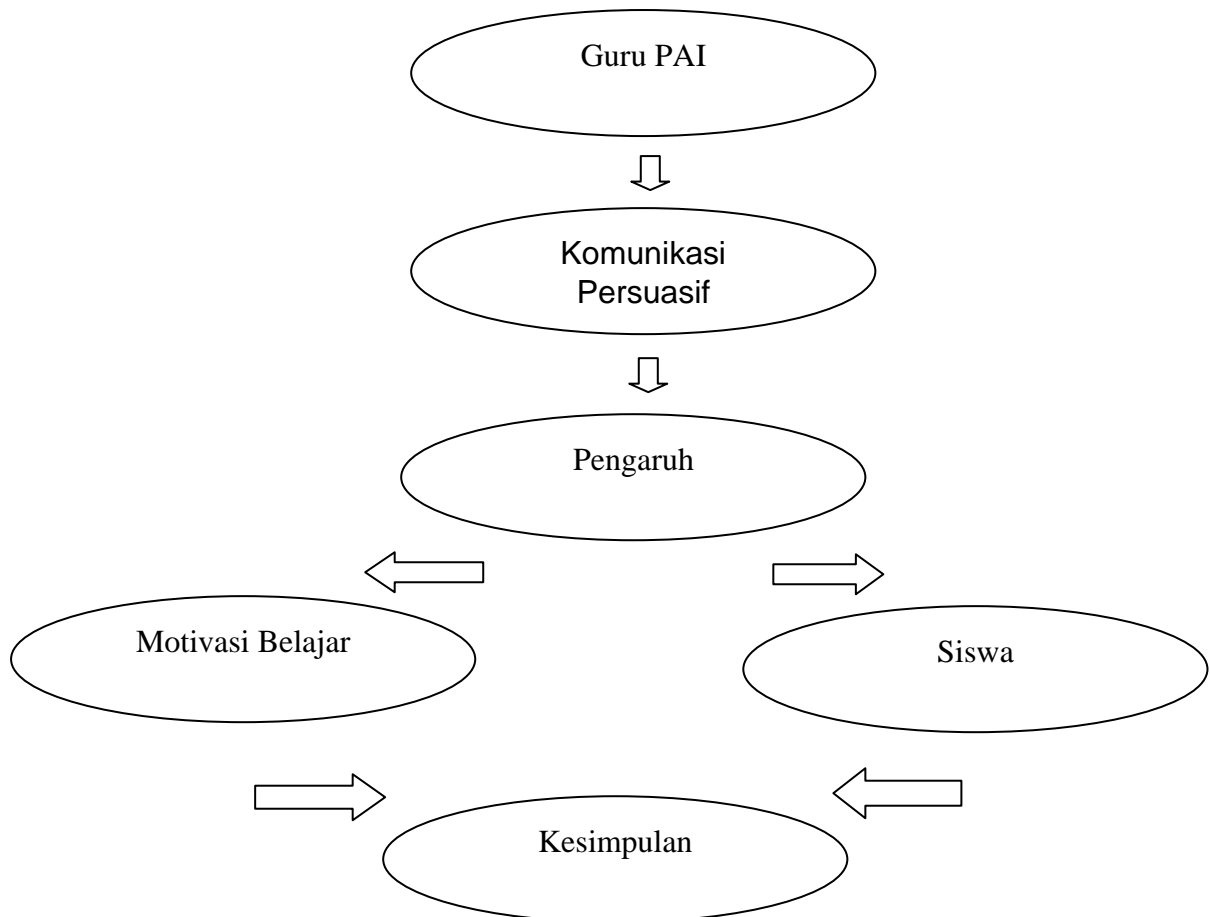 Guru PAI
Komunikasi
Persuasif
Pengaruh
Motivasi Belajar
Siswa
Kesimpulan